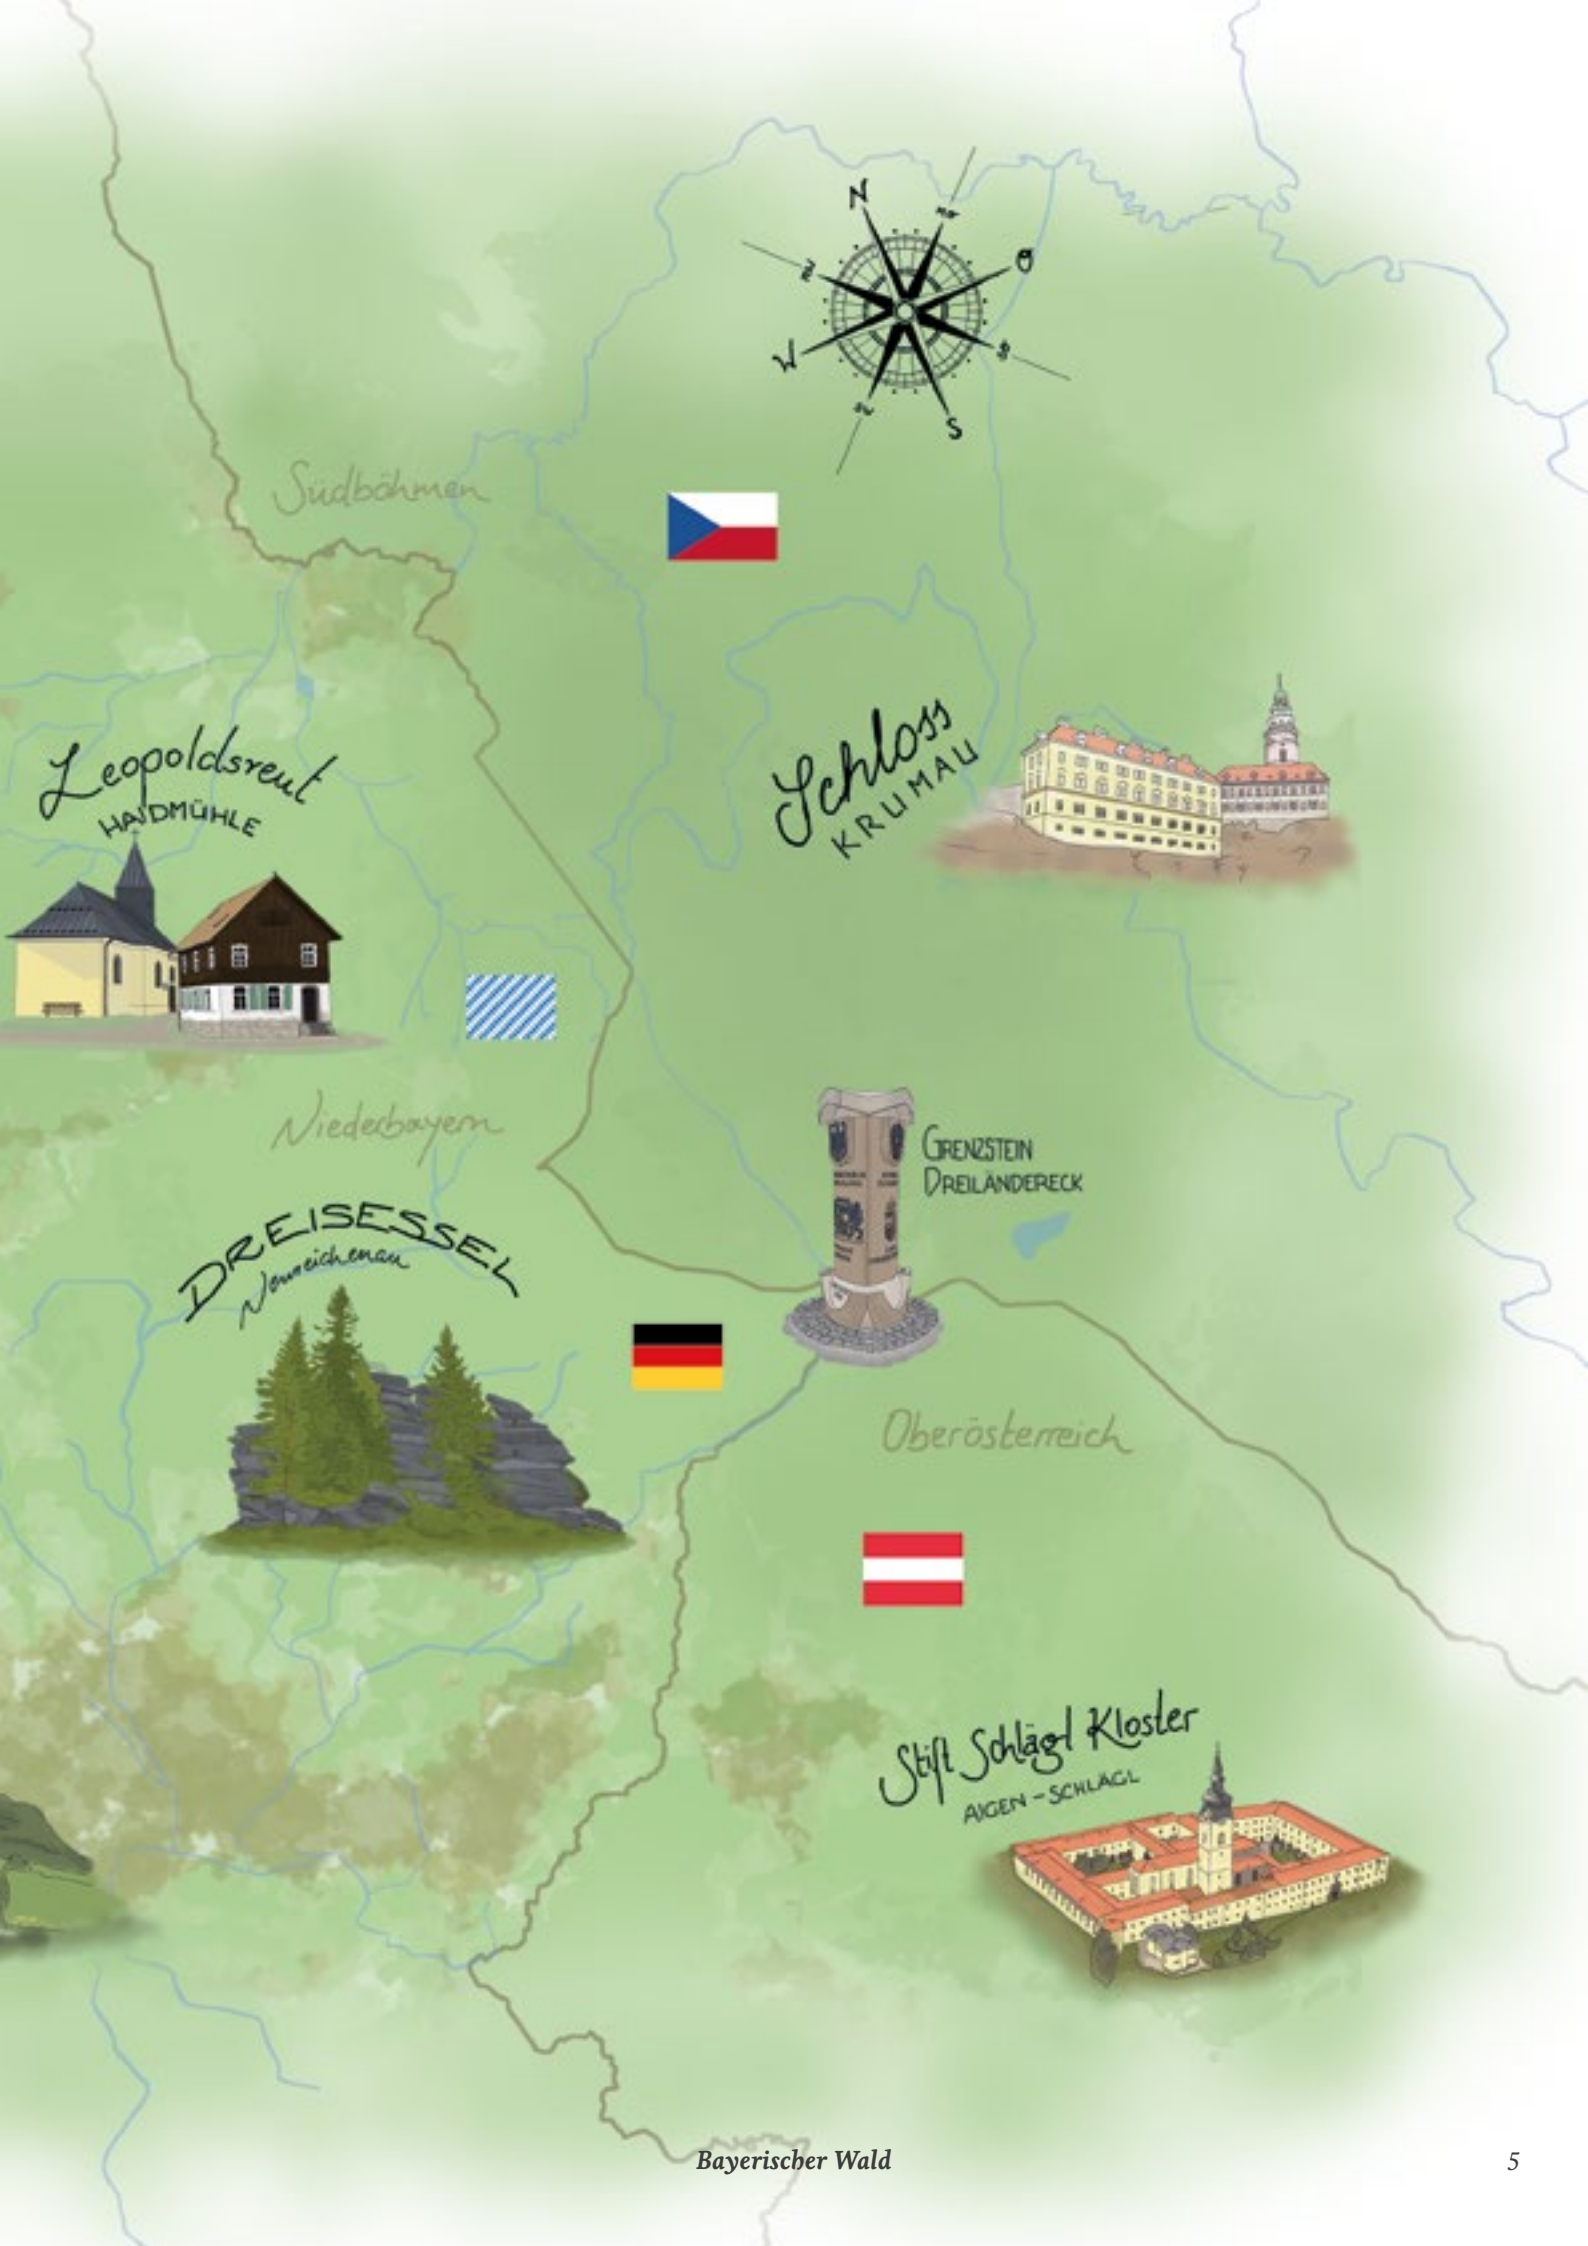 N
O
W
S
SW
Südböhmen
Schloss
KRUMAU
Leopoldsreut
HAIDMÜHLE
Niederbayern
GRENZSTEIN
DREILÄNDERECK
DREISESSEL
Neureichenau
Oberösterreich
Stift Schlägl Kloster
AIGEN - SCHLÄGL
Bayerischer Wald
5